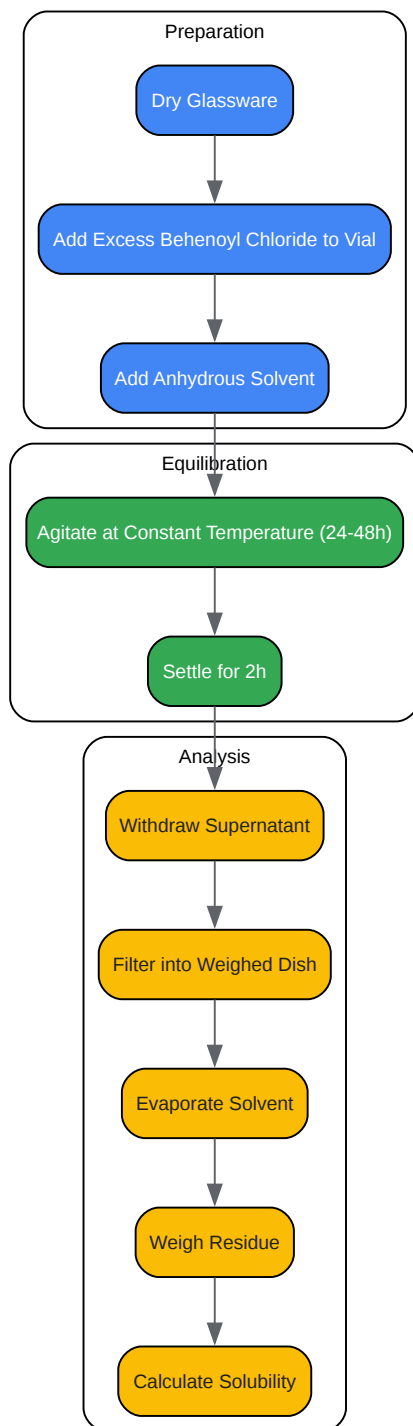 Preparation
Dry Glassware
Add Excess Behenoyl Chloride to Vial
Add Anhydrous Solvent
Equilibration
Agitate at Constant Temperature (24-48h)
Settle for 2h
Analysis
Withdraw Supernatant
Filter into Weighed Dish
Evaporate Solvent
Weigh Residue
Calculate Solubility